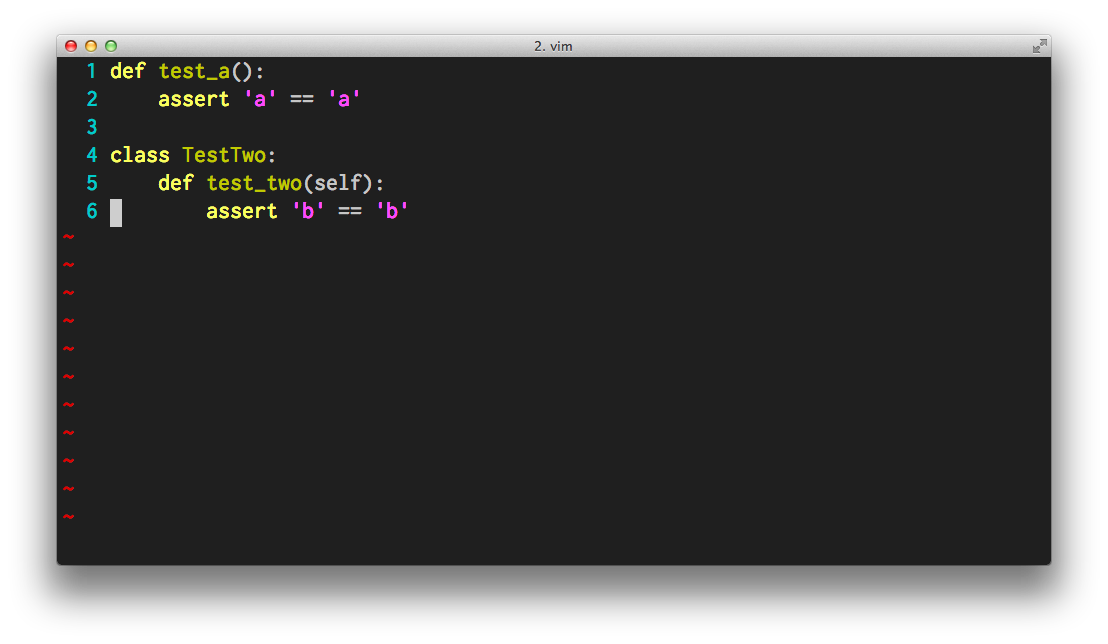 2. vim
1 def test_a():
2     assert 'a' == 'a'
3
4 class TestTwo:
5     def test_two(self):
6         assert 'b' == 'b'
~
~
~
~
~
~
~
~
~
~
~